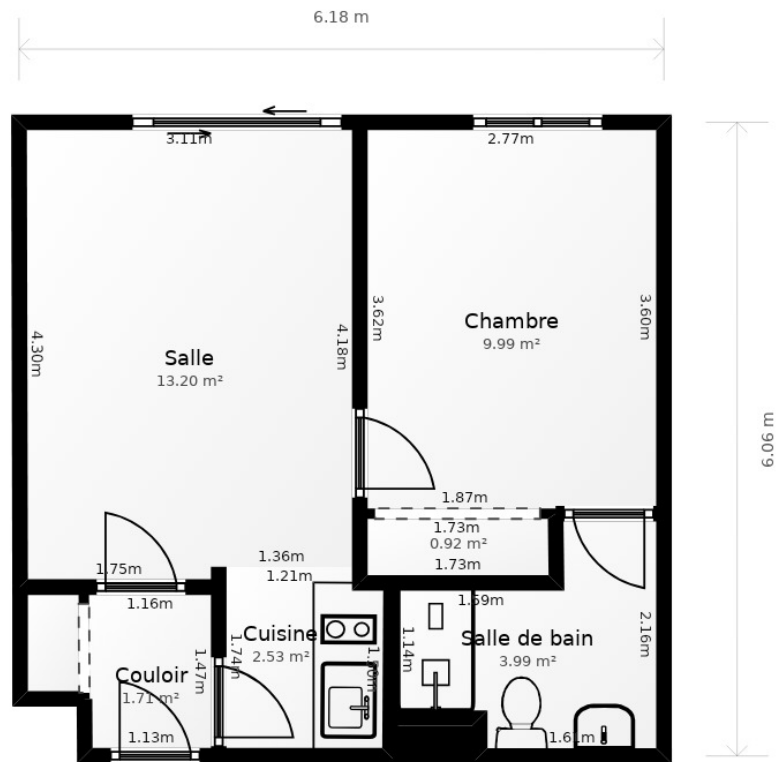 6.18 m
3.11m
2.77m
4.30m
4.18m
3.62m
3.60m
6.06 m
Salle
13.20 m²
Chambre
9.99 m²
1.87m
1.73m
0.92 m²
1.73m
1.36m
1.21m
1.75m
1.16m
1.59m
1.14m
2.16m
Cuisine
2.53 m²
1.74m
1.47m
Salle de bain
3.99 m²
Couloir
1.71 m²
1.13m
1.61m